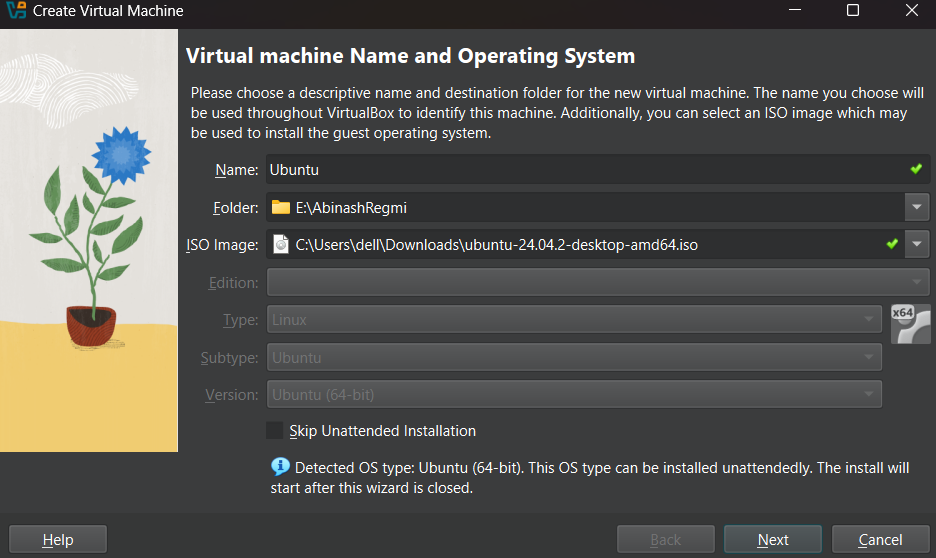 Create Virtual Machine
Virtual machine Name and Operating System
Please choose a descriptive name and destination folder for the new virtual machine. The name you choose will
be used throughout VirtualBox to identify this machine. Additionally, you can select an ISO image which may
be used to install the guest operating system.
Name: Ubuntu
Folder: E:\AbinashRegmi
ISO Image: C:\Users\dell\Downloads\ubuntu-24.04.2-desktop-amd64.iso
Edition:
Type: Linux
x64
Subtype: Ubuntu
Version: Ubuntu (64-bit)
Skip Unattended Installation
Detected OS type: Ubuntu (64-bit). This OS type can be installed unattendedly. The install will
start after this wizard is closed.
Help Back Next Cancel